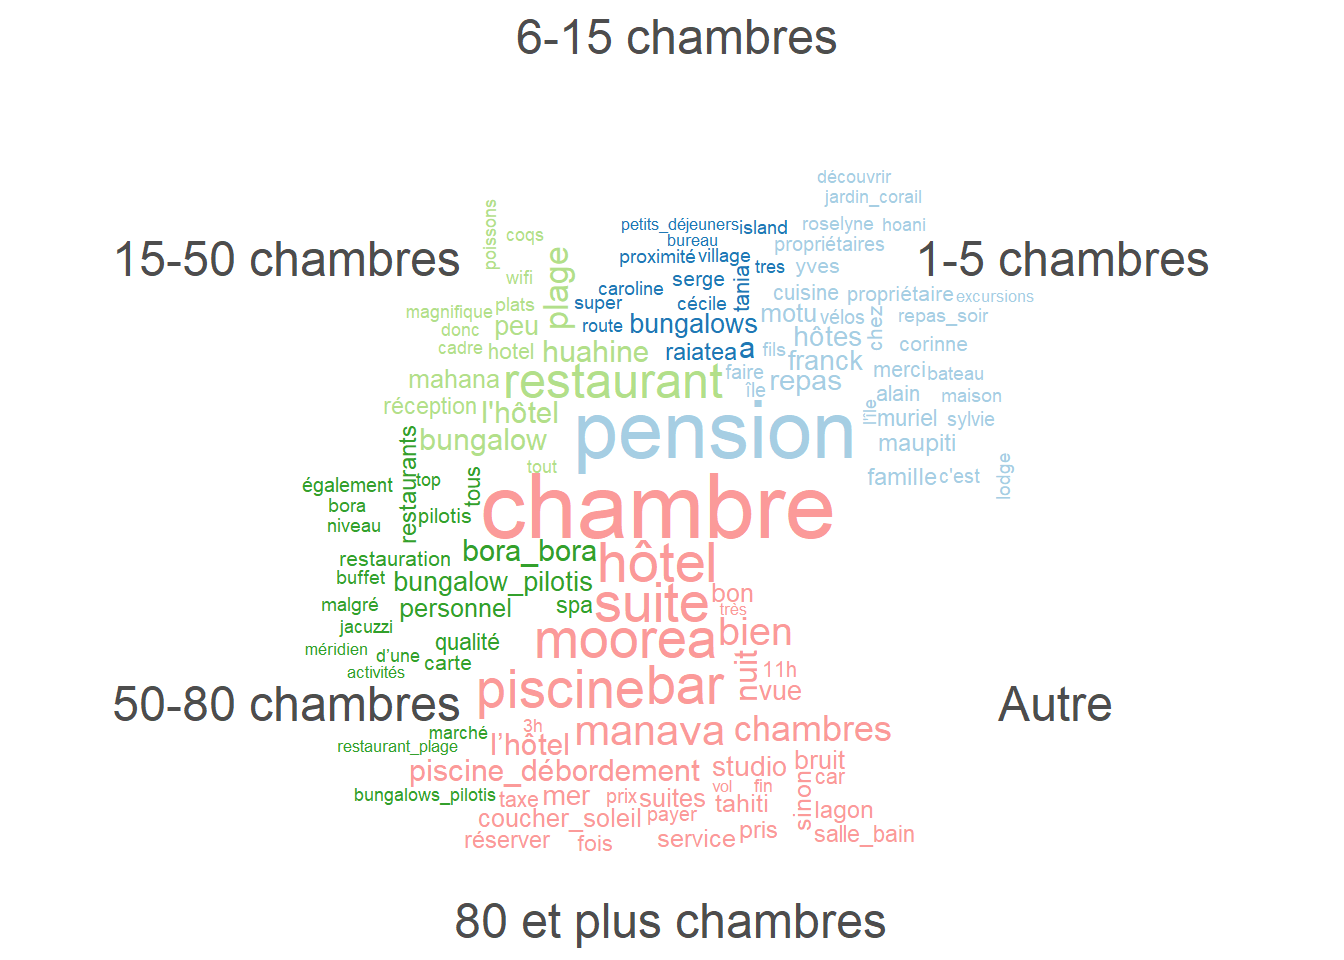 6-15 chambres
découvrir
jardin_corail
poissons
coqs
petits_déjeuners island roselyne hoani
bureau
15-50 chambres
propriétaires
1-5 chambres
proximité village tres yves
wifi
plage
serge
tania
caroline
cuisine propriétaire excursions
magnifique plats
super
cécile
motu vélos
chez
repas_soir
donc
peu
route
bungalows
hôtes
cadre
hotel
huahine
raiatea
a
fils
franck
corinne
mahana
restaurant
faire
île
repas
merci bateau
alain
maison
réception
l'hôtel
pension
l'île
muriel
sylvie
bungalow
maupiti
restaurants
tout
également
top
tous
chambre
famille c'est
lodge
bora
niveau
pilotis
restauration
bora_bora
hôtel
buffet
bungalow_pilotis
suite
bon
malgré
personnel
spa
très
jacuzzi
moorea
bien
méridien
d’une
qualité
carte
activités
nuit
11h
50-80 chambres
piscine
bar
vue
Autre
marché
3h
manava
chambres
restaurant_plage
l’hôtel
piscine_débordement
studio
bruit
car
bungalows_pilotis
taxe
mer
prix
suites
vol
fin
tahiti
sinon
lagon
coucher_soleil
payer
réserver
fois
service
pris
salle_bain
80 et plus chambres